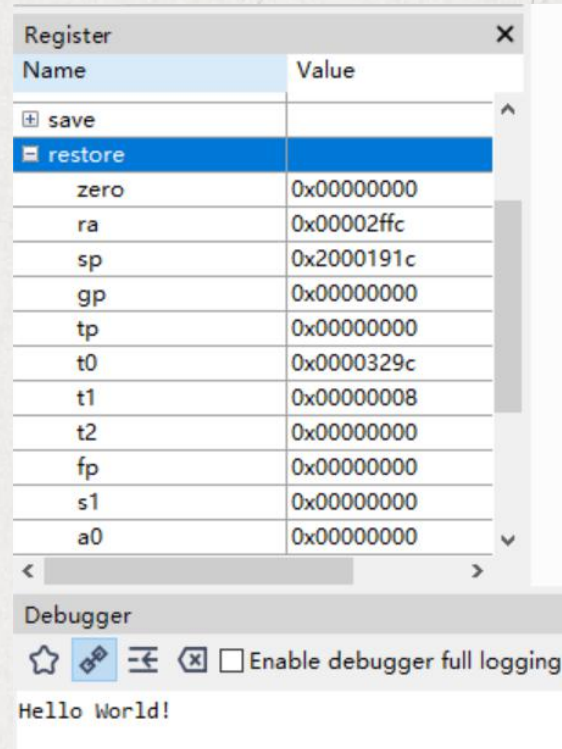 Register
Name Value
save
restore
zero 0x00000000
ra 0x00002ffc
sp 0x2000191c
gp 0x00000000
tp 0x00000000
t0 0x0000329c
t1 0x00000008
t2 0x00000000
fp 0x00000000
s1 0x00000000
a0 0x00000000
Debugger
Enable debugger full logging
Hello World!